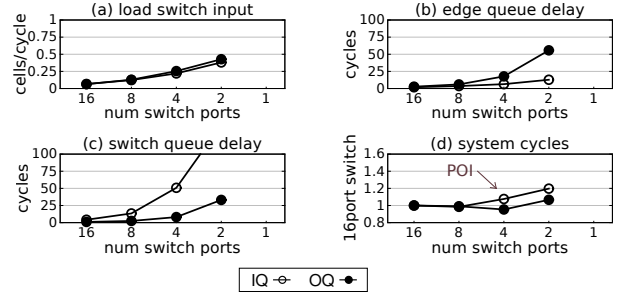 (a) load switch input
cells/cycle
1
0.75
0.5
0.25
0
16 8 4 2 1
num switch ports
(b) edge queue delay
cycles
100
75
50
25
0
16 8 4 2 1
num switch ports
(c) switch queue delay
cycles
100
75
50
25
0
16 8 4 2 1
num switch ports
(d) system cycles
16port switch
1.6
1.4
1.2
1
0.8
POI
16 8 4 2 1
num switch ports
IQ OQ